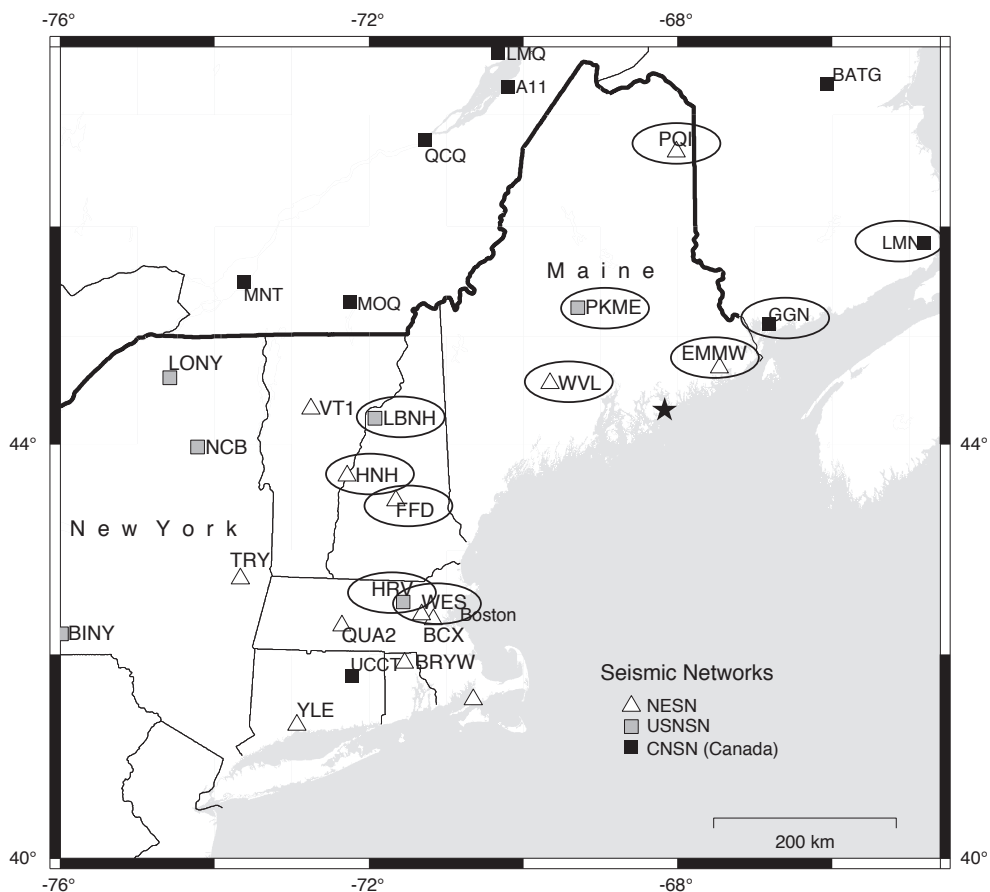 -76°
-72°
-68°
LMQ
A11
BATG
QCQ
PQI
LMN
Maine
MNT
MOQ
PKME
GGN
EMMW
LONY
WVL
VT1
LBNH
44°
44°
NCB
HNH
FFD
New York
TRY
HRV
WES
Boston
BINY
QUA2
BCX
UCCT
BRYW
YLE
Seismic Networks
NESN
USNSN
CNSN (Canada)
200 km
40°
40°
-76°
-72°
-68°